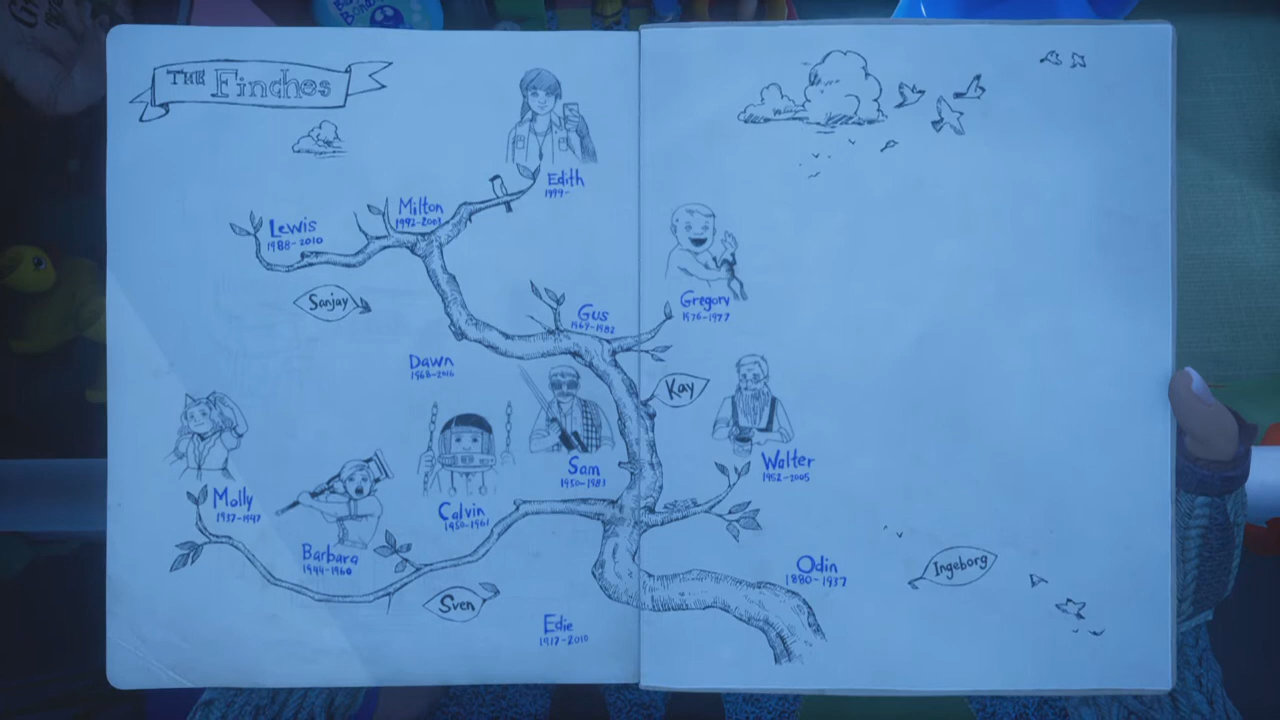 THE Finches
Edith
1999-
Milton
1992-2003
Lewis
1988-2010
Sanjay
Gregory
1976-1977
Gus
1969-1982
Dawn
1968-2016
Kay
Sam
1950-1983
Walter
1952-2005
Calvin
1950-1961
Molly
1937-1947
Barbara
1944-1960
Sven
Edie
1917-2010
Odin
1880-1937
Ingeborg